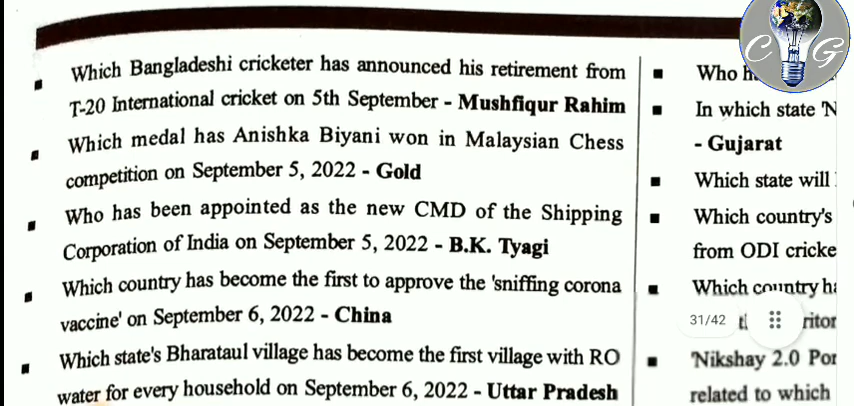 Which Bangladeshi cricketer has announced his retirement from
T-20 International cricket on 5th September - Mushfiqur Rahim
Which medal has Anishka Biyani won in Malaysian Chess
competition on September 5, 2022 - Gold
Who has been appointed as the new CMD of the Shipping
Corporation of India on September 5, 2022 - B.K. Tyagi
Which country has become the first to approve the 'sniffing corona
vaccine' on September 6, 2022 - China
Which state's Bharataul village has become the first village with RO
water for every household on September 6, 2022 - Uttar Pradesh
C G
Who
In which state
- Gujarat
Which state will
Which country's
from ODI
Which country
31/42
'Nikshay 2.0
related to which